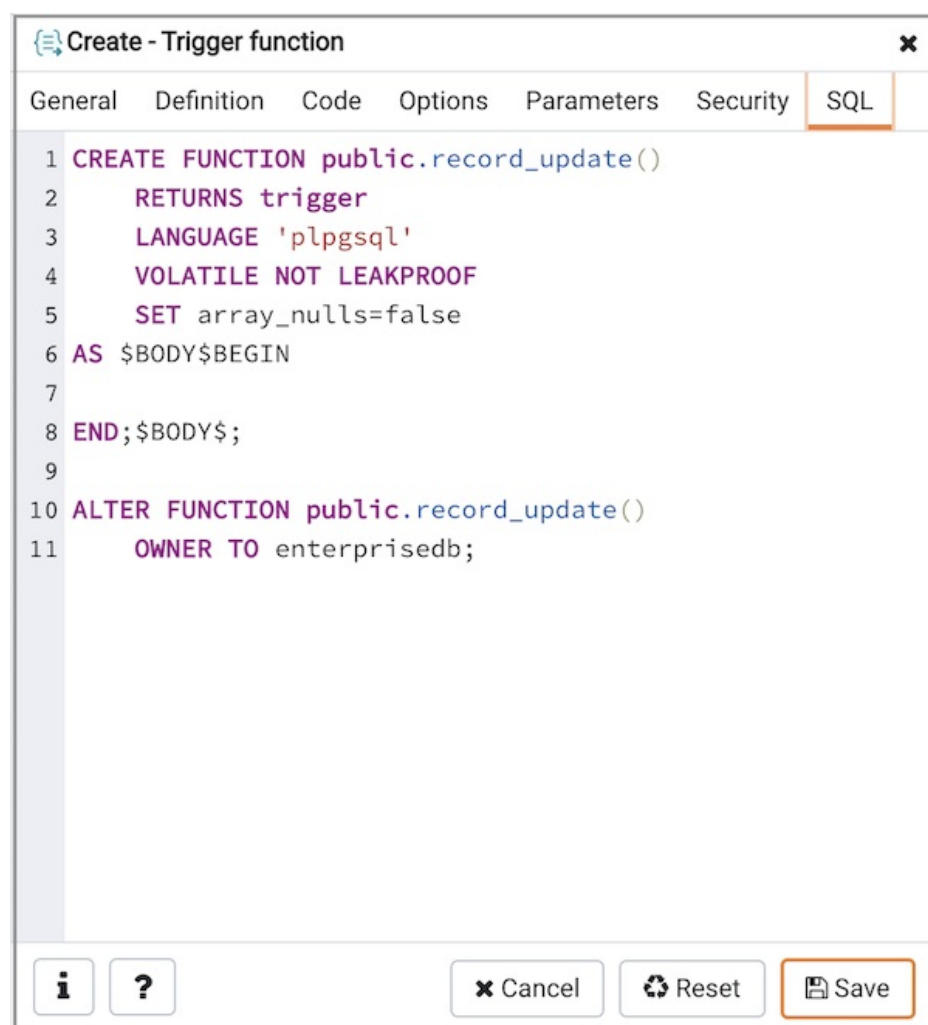 Create - Trigger function
General Definition Code Options Parameters Security SQL
1 CREATE FUNCTION public.record_update()
2 RETURNS trigger
3 LANGUAGE 'plpgsql'
4 VOLATILE NOT LEAKPROOF
5 SET array_nulls=false
6 AS $BODY$BEGIN
7
8 END;$BODY$;
9
10 ALTER FUNCTION public.record_update()
11 OWNER TO enterprisedb;
i ? Cancel Reset Save